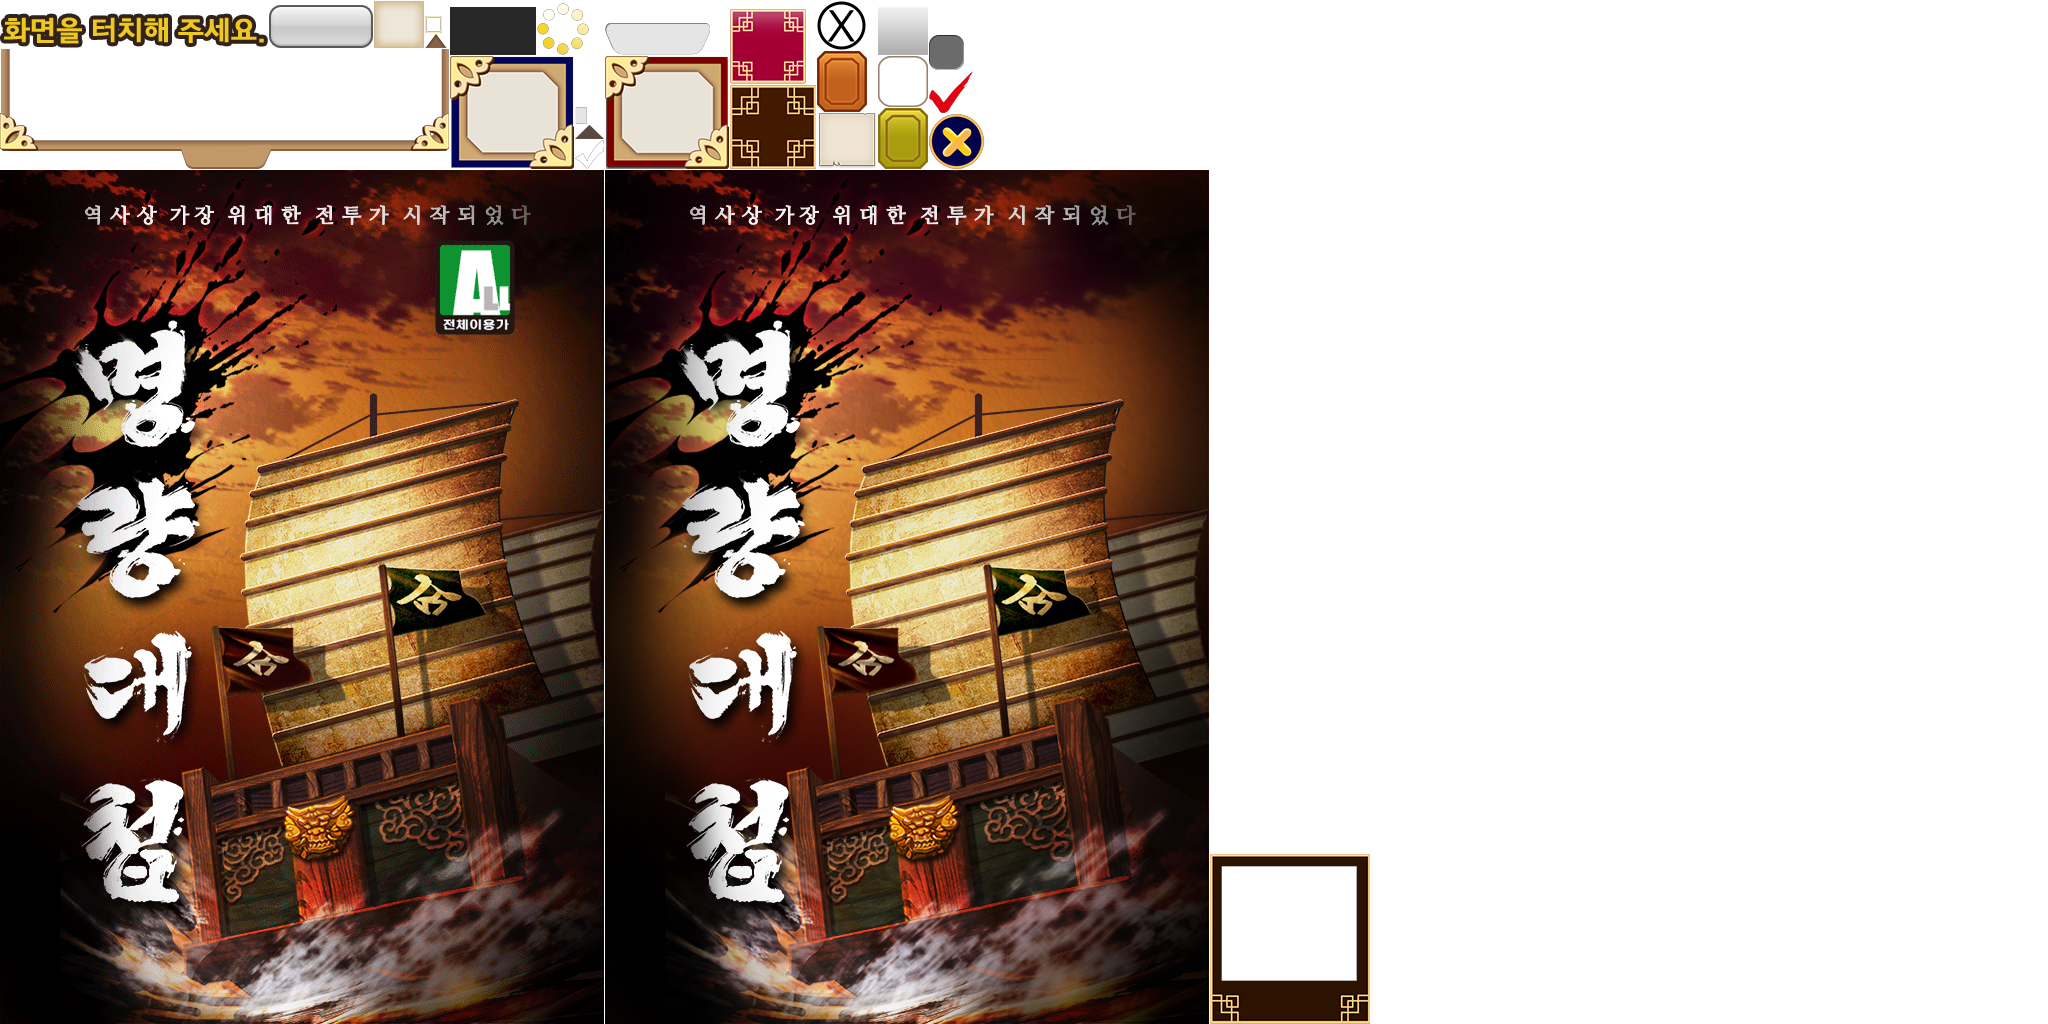 화면을 터치해 주세요.
역사상 가장 위대한 전투가 시작되었다
ALL
전체이용가
명
량
대
첩
역사상 가장 위대한 전투가 시작되었다
명
량
대
첩